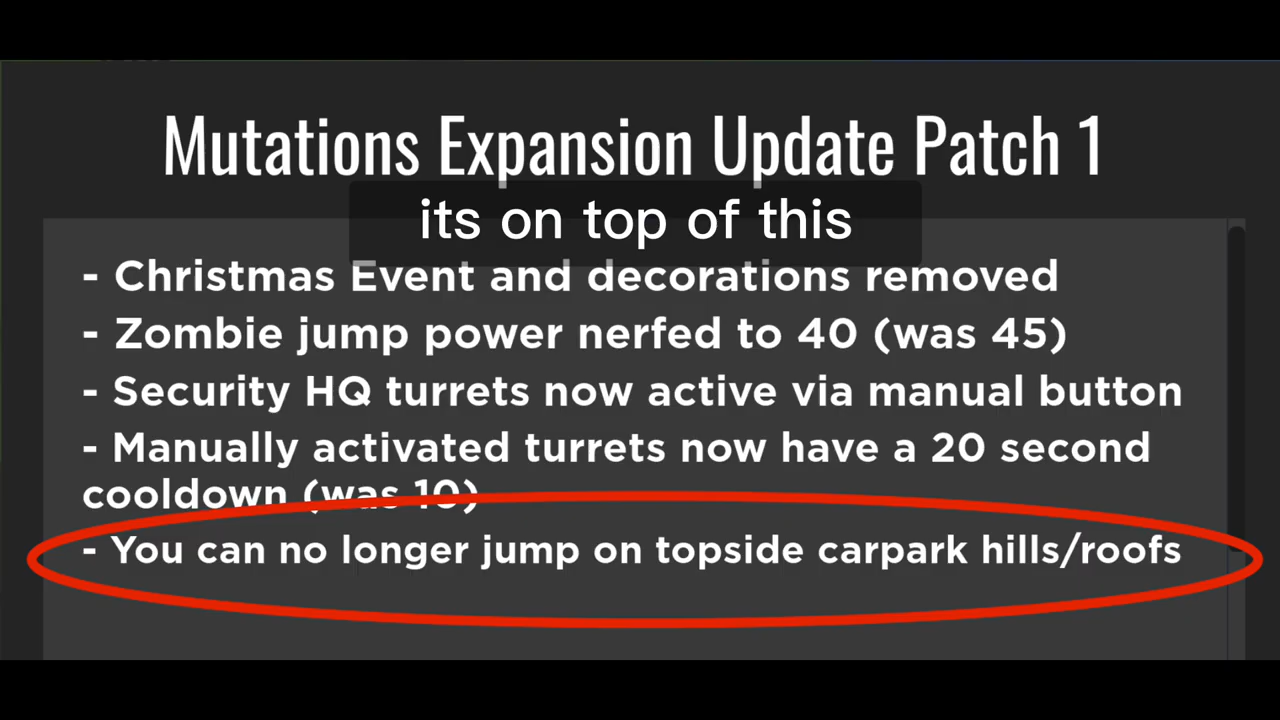 Mutations Expansion Update Patch 1
its on top of this
- Christmas Event and decorations removed
- Zombie jump power nerfed to 40 (was 45)
- Security HQ turrets now active via manual button
- Manually activated turrets now have a 20 second
cooldown (was 10)
- You can no longer jump on topside carpark hills/roofs